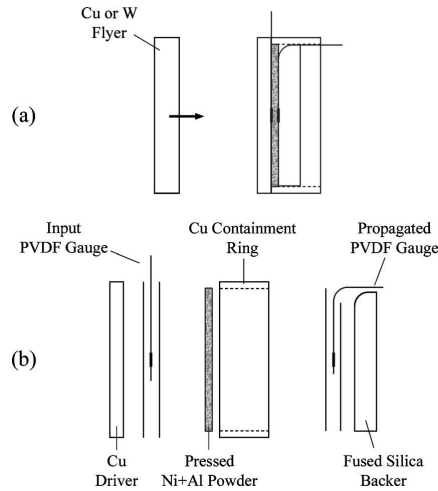 Cu or W
Flyer
(a)
Input
PVDF Gauge
Cu Containment
Ring
Propagated
PVDF Gauge
(b)
Cu
Driver
Pressed
Ni+Al Powder
Fused Silica
Backer